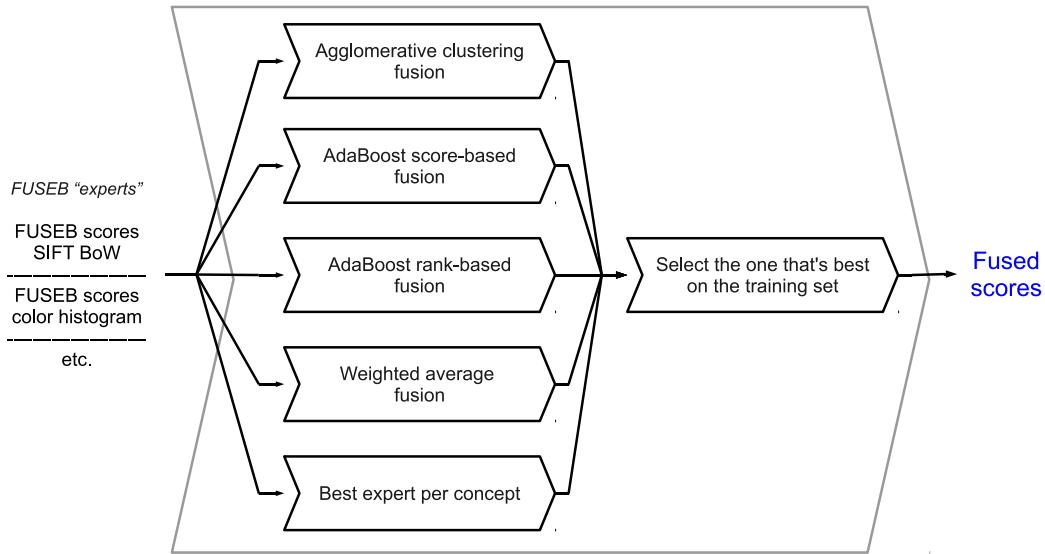 FUSEB “experts”
FUSEB scores
SIFT BoW
FUSEB scores
color histogram
etc.
Agglomerative clustering
fusion
AdaBoost score-based
fusion
AdaBoost rank-based
fusion
Weighted average
fusion
Best expert per concept
Select the one that's best
on the training set
Fused
scores